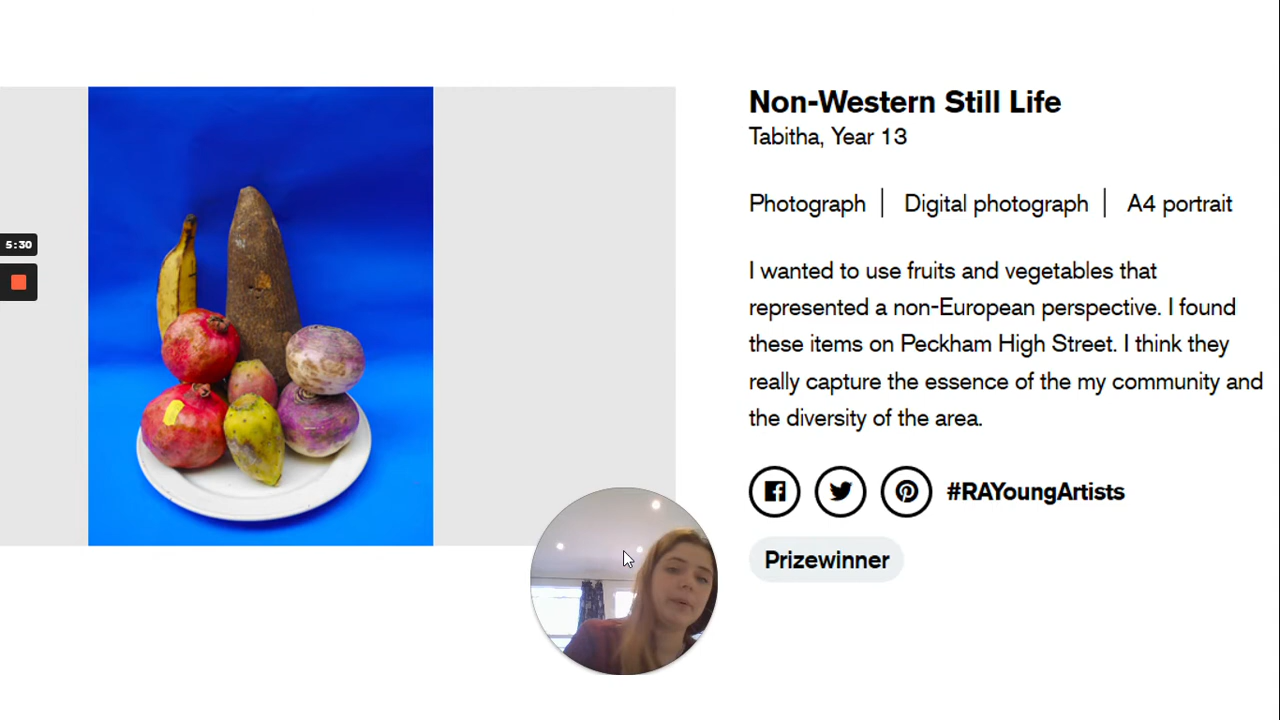 Non-Western Still Life
Tabitha, Year 13
Photograph | Digital photograph | A4 portrait
I wanted to use fruits and vegetables that
represented a non-European perspective. I found
these items on Peckham High Street. I think they
really capture the essence of the my community and
the diversity of the area.
#RAYoungArtists
Prizewinner
5:30